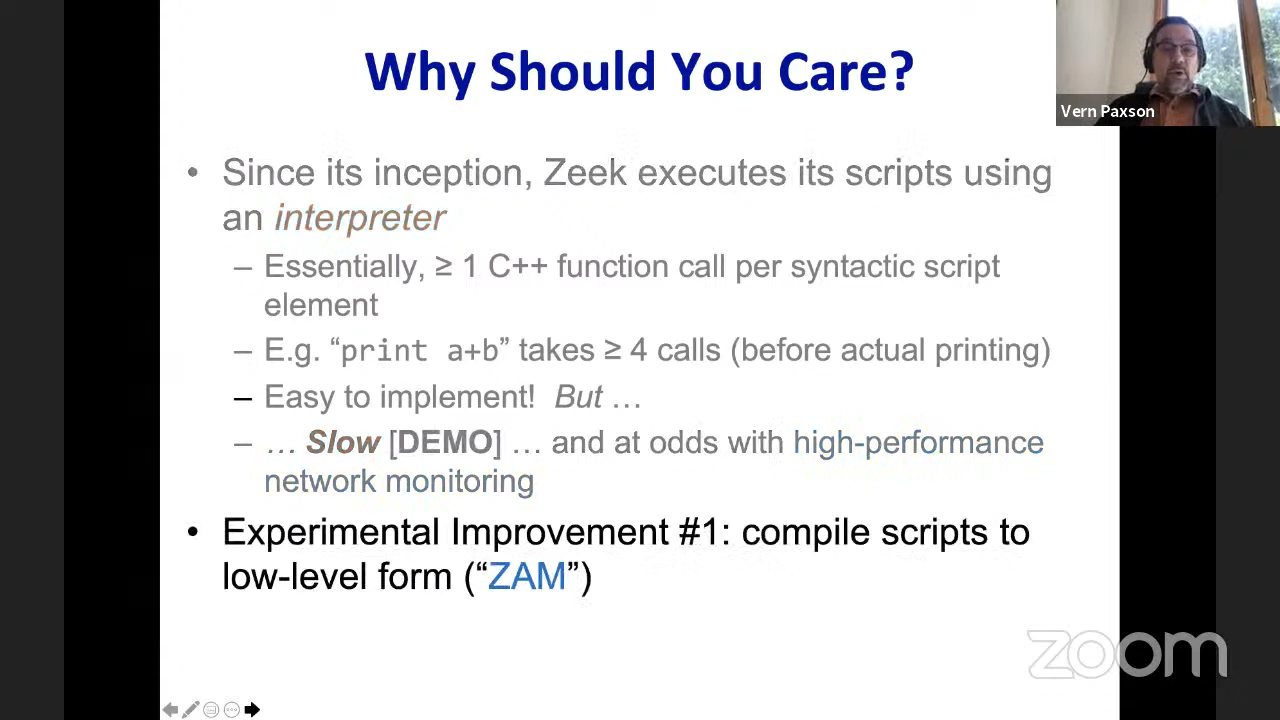 Why Should You Care?
Vern Paxson
• Since its inception, Zeek executes its scripts using
an interpreter
– Essentially, ≥ 1 C++ function call per syntactic script
element
– E.g. “print a+b” takes ≥ 4 calls (before actual printing)
– Easy to implement! But …
– … Slow [DEMO] … and at odds with high-performance
network monitoring
• Experimental Improvement #1: compile scripts to
low-level form (“ZAM”)
zoom